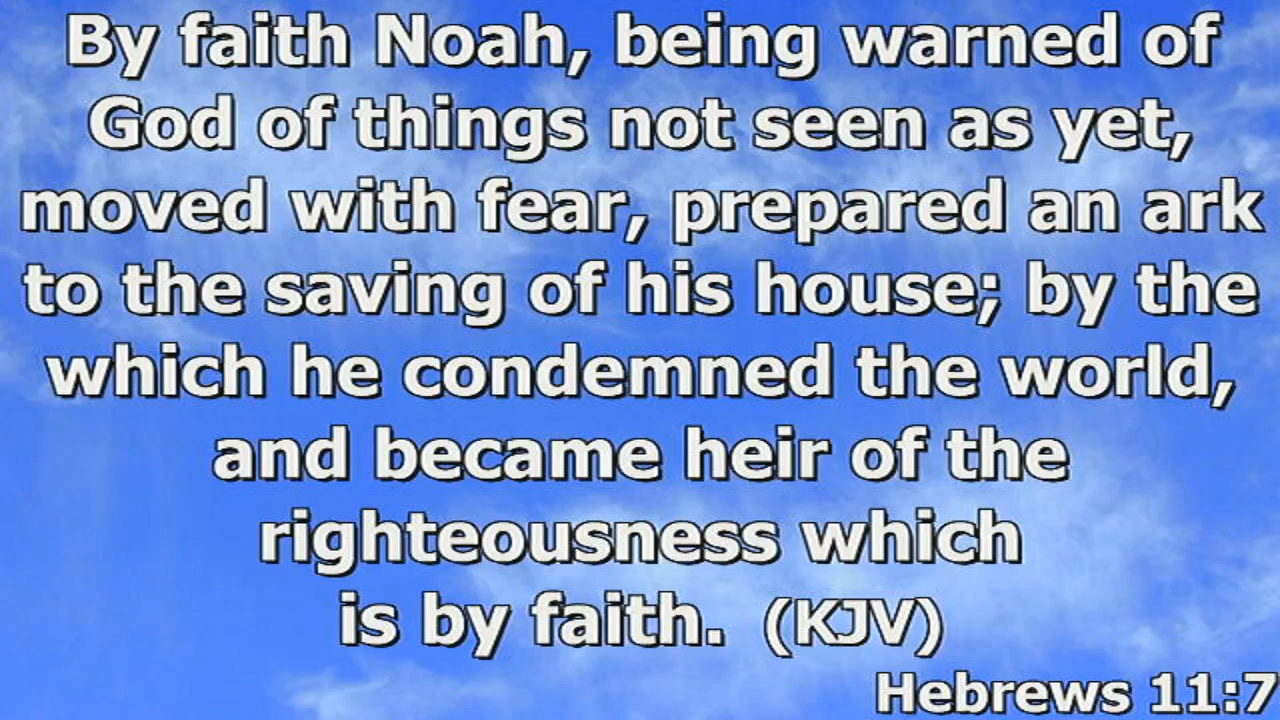 By faith Noah, being warned of
God of things not seen as yet,
moved with fear, prepared an ark
to the saving of his house; by the
which he condemned the world,
and became heir of the
righteousness which
is by faith. (KJV)
Hebrews 11:7